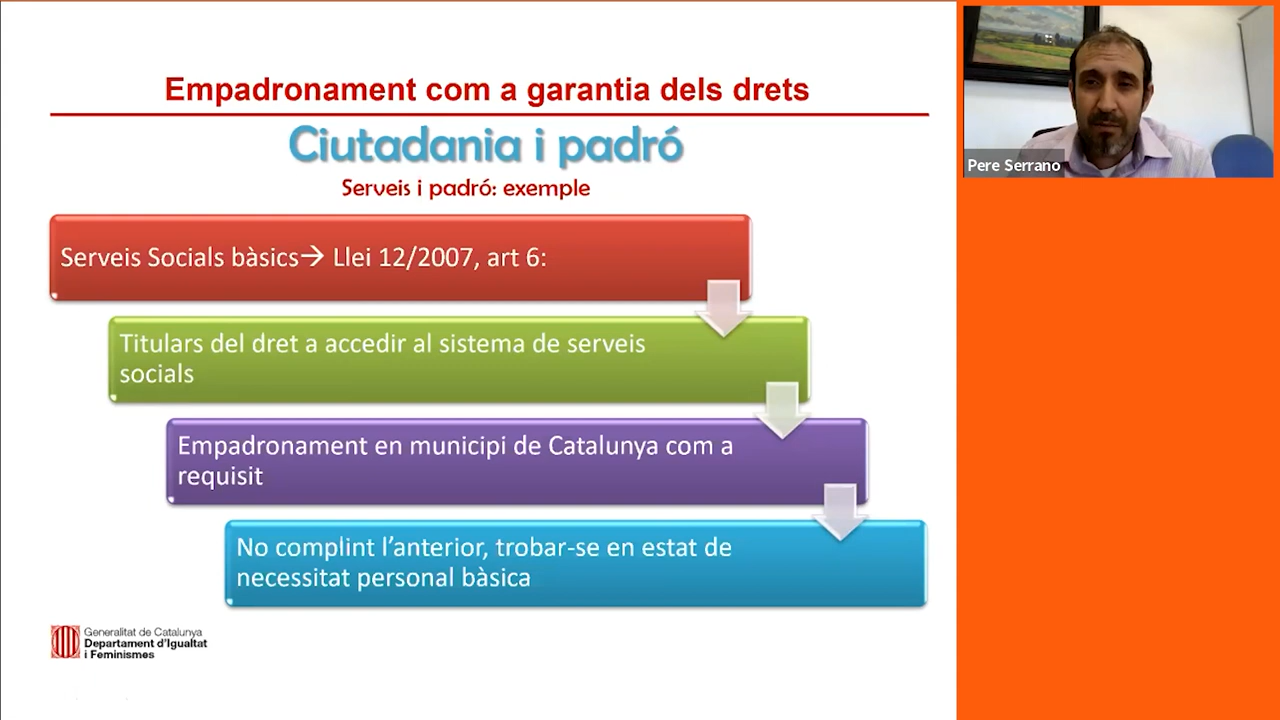 Empadronament com a garantia dels drets
Ciutadania i padró
Serveis i padró: exemple
Serveis Socials bàsics→ Llei 12/2007, art 6:
Titulars del dret a accedir al sistema de serveis
socials
Empadronament en municipi de Catalunya com a
requisit
No complint l’anterior, trobar-se en estat de
necessitat personal bàsica
Generalitat de Catalunya
Departament d'Igualtat
i Feminismes
Pere Serrano